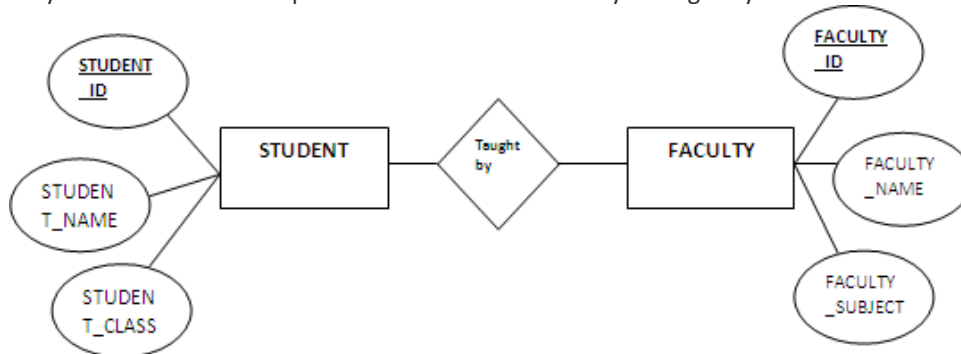 STUDENT
_ID
STUDEN
T_NAME
STUDEN
T_CLASS
STUDENT
Taught
by
FACULTY
FACULTY
_ID
FACULTY
_NAME
FACULTY
_SUBJECT